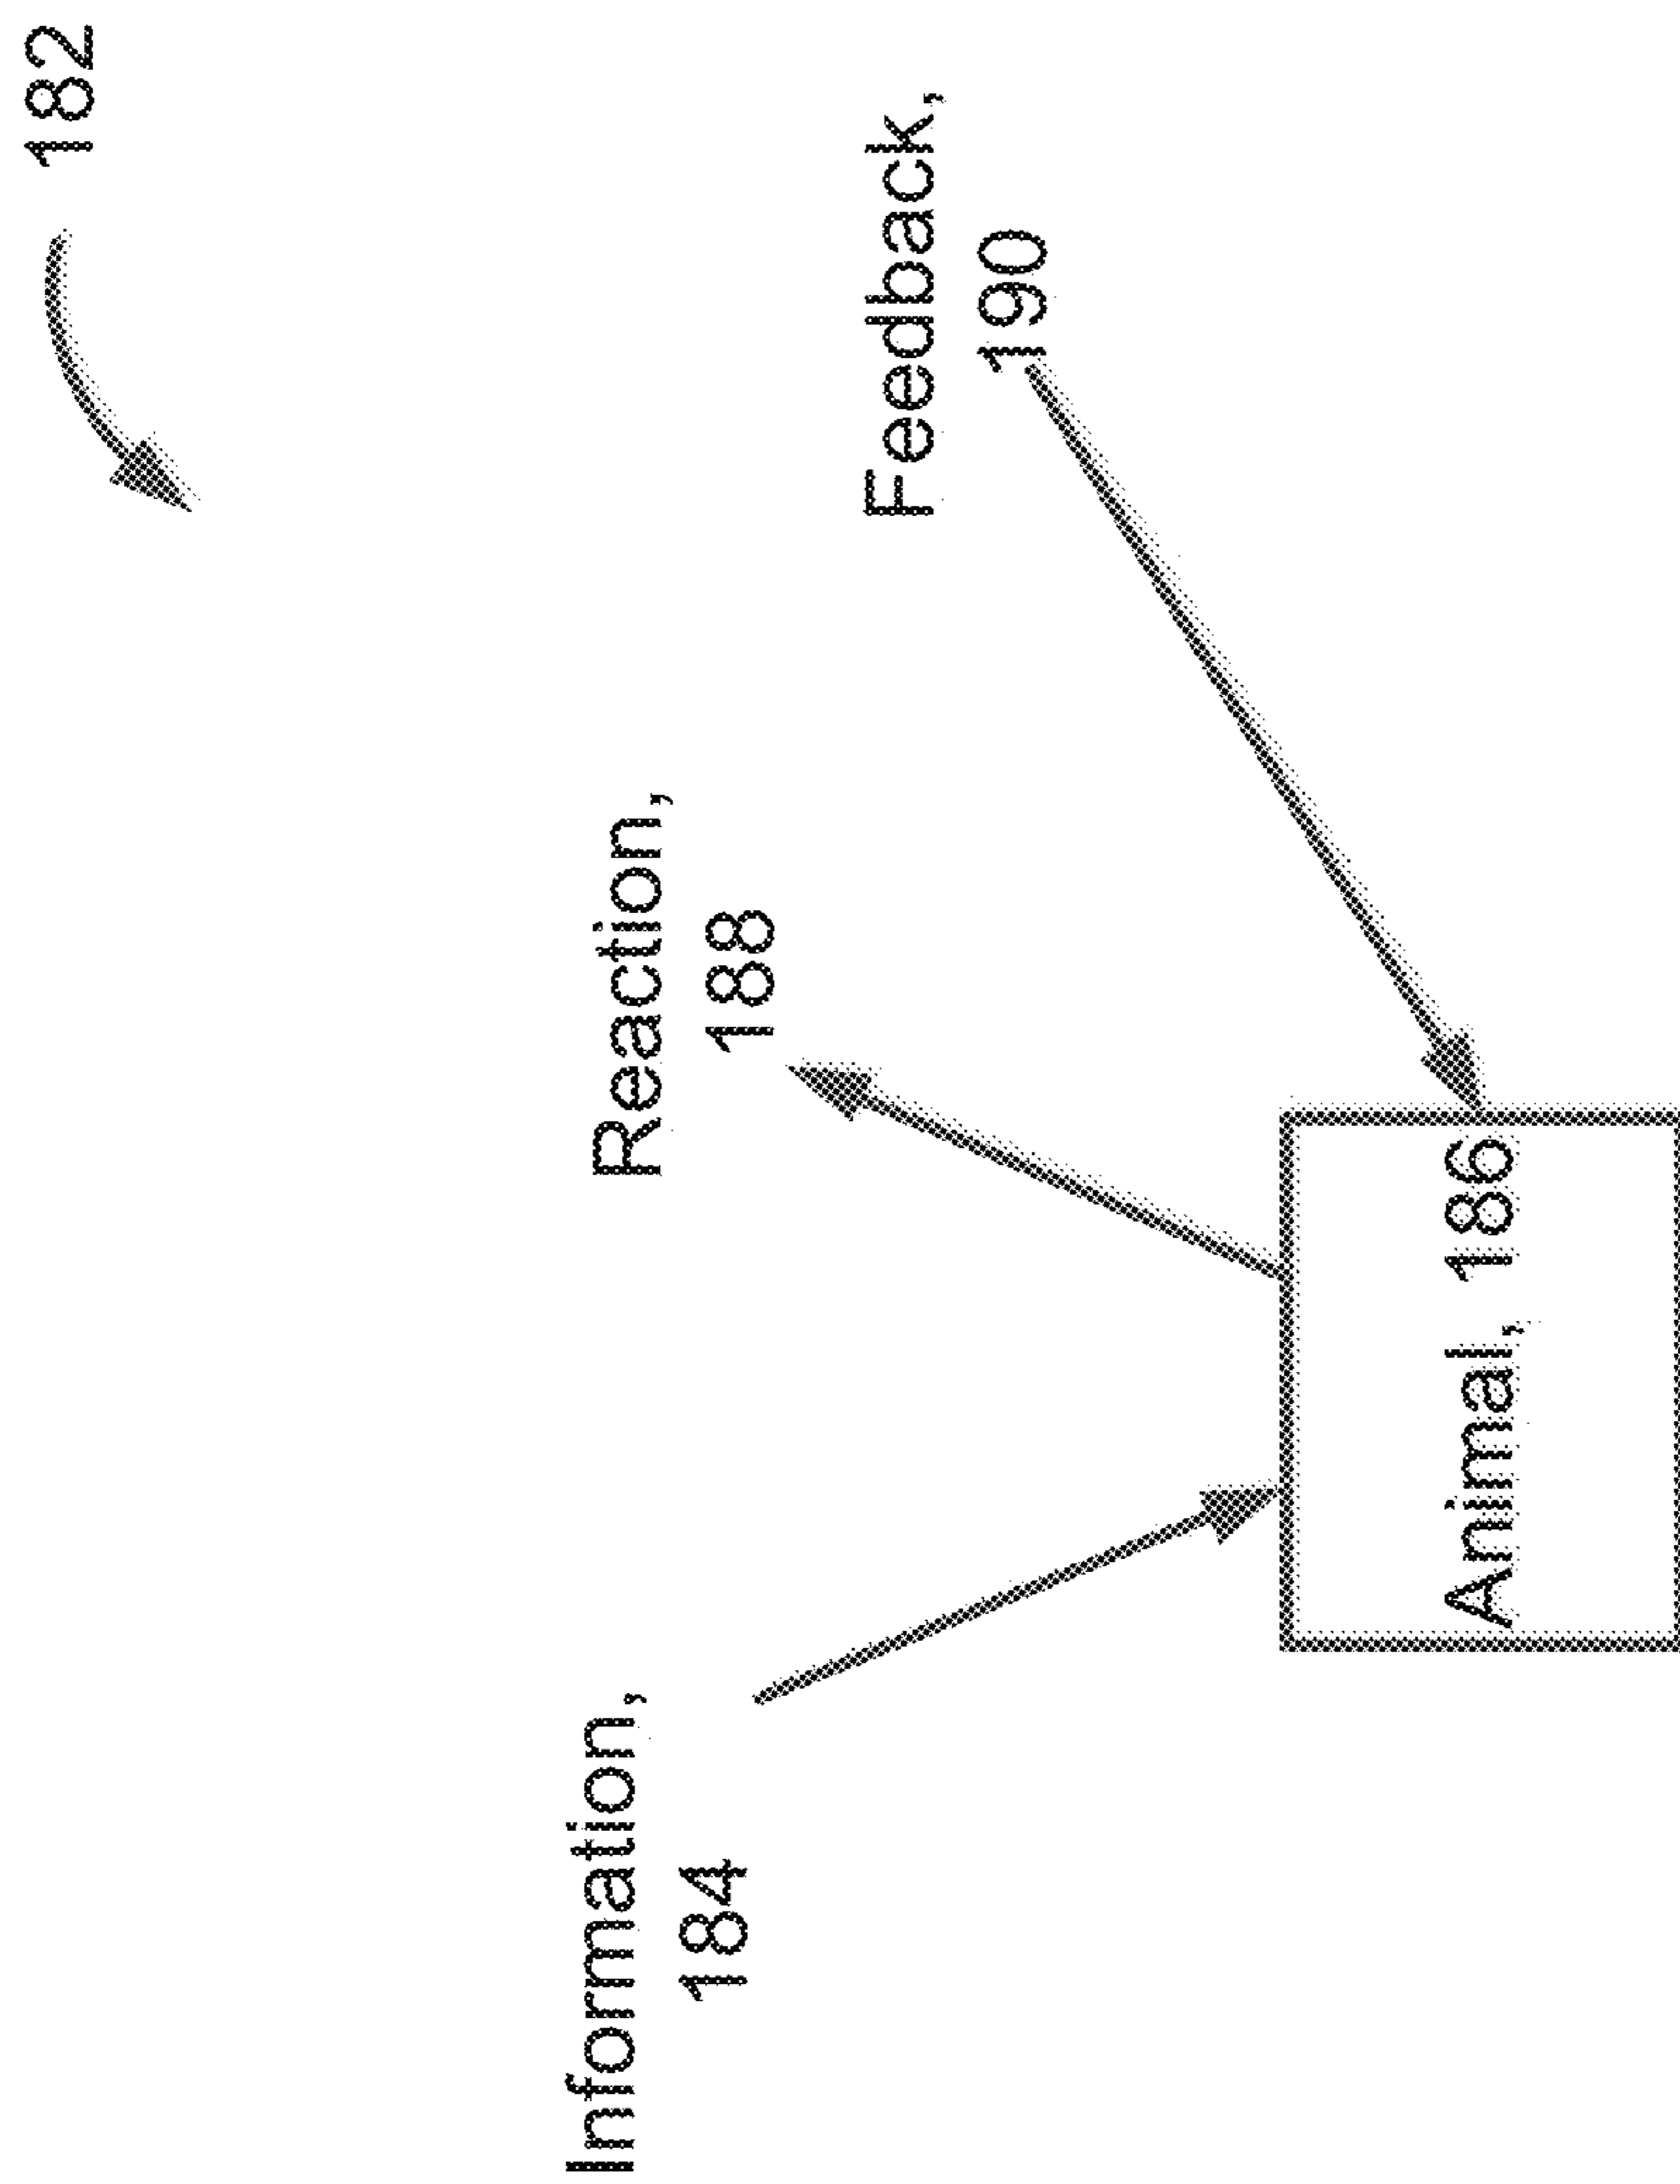 182
Information,
184
Reaction,
188
Feedback,
190
Animal, 186